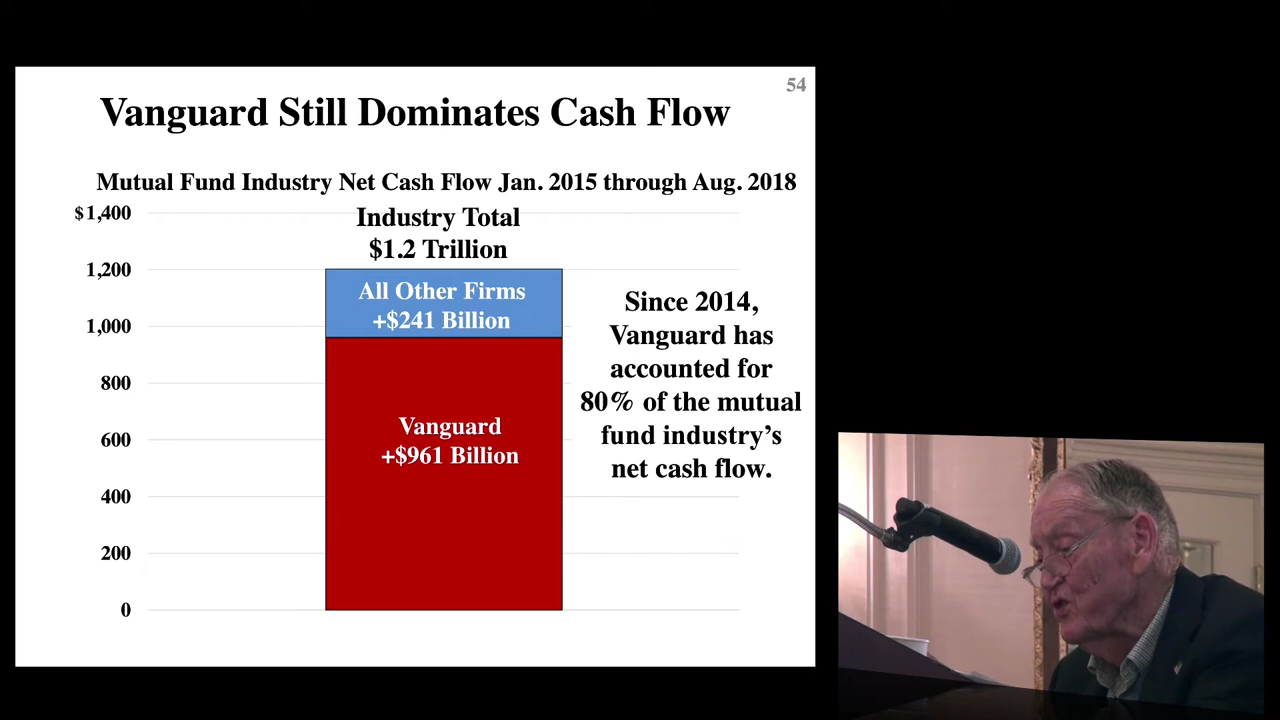 54
Vanguard Still Dominates Cash Flow
Mutual Fund Industry Net Cash Flow Jan. 2015 through Aug. 2018
$1,400
1,200
1,000
800
600
400
200
0
Industry Total
$1.2 Trillion
All Other Firms
+$241 Billion
Vanguard
+$961 Billion
Since 2014,
Vanguard has
accounted for
80% of the mutual
fund industry’s
net cash flow.